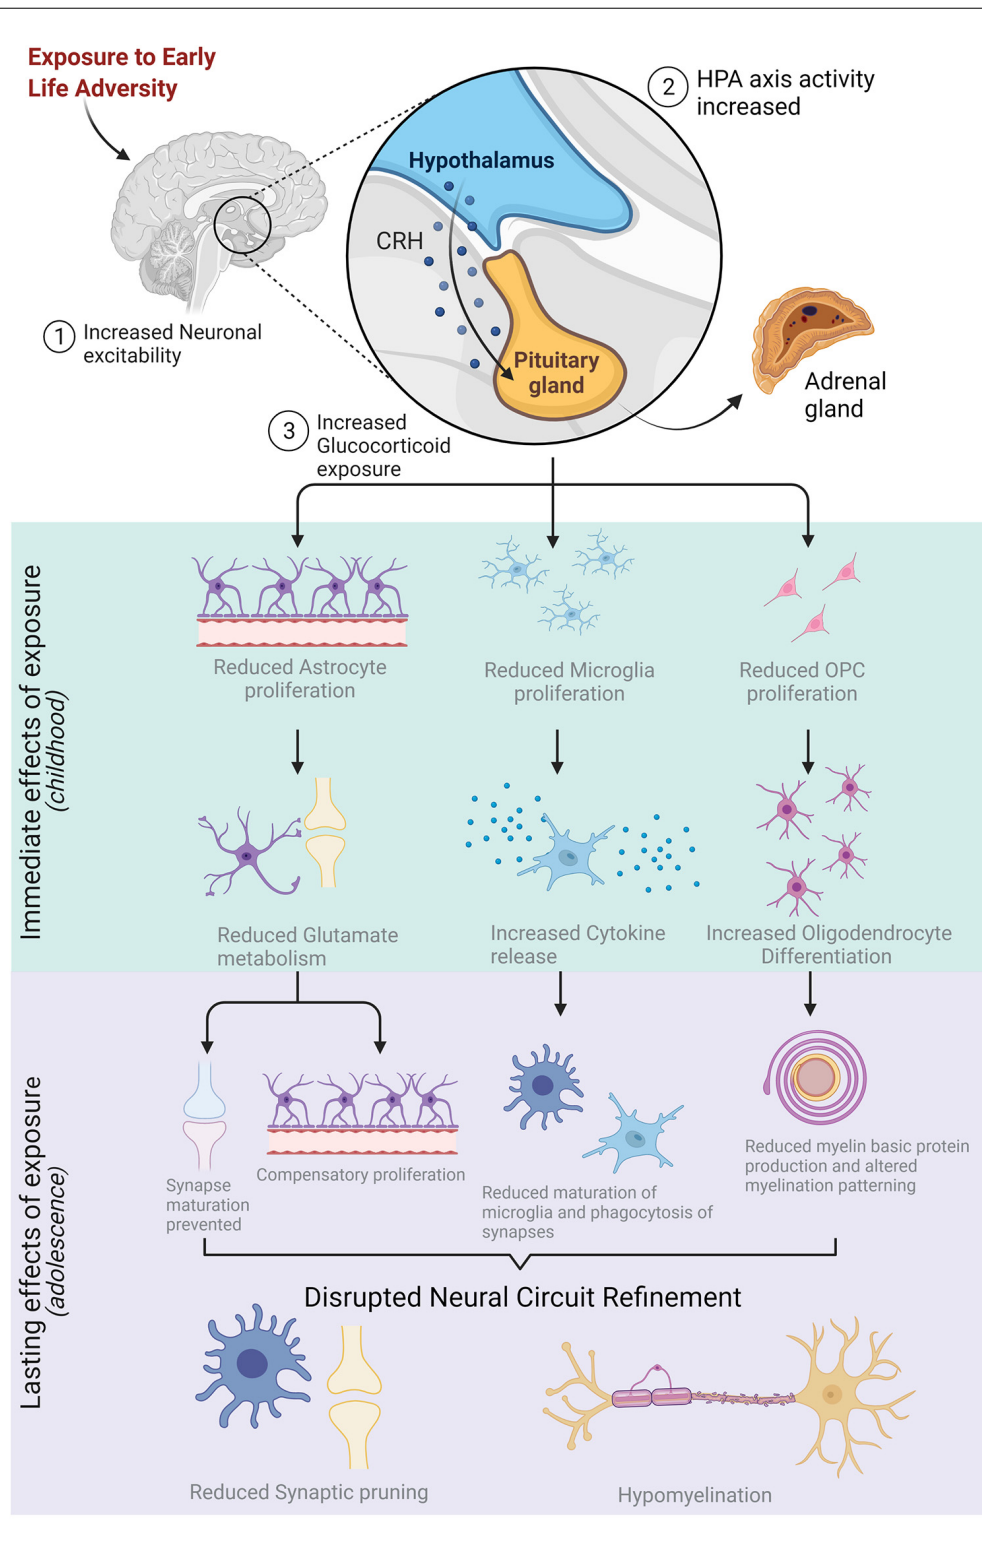 Exposure to Early
Life Adversity
2
HPA axis activity
increased
Hypothalamus
CRH
1
Increased Neuronal
excitability
Pituitary
gland
Adrenal
gland
3
Increased
Glucocorticoid
exposure
Immediate effects of exposure
(childhood)
Reduced Astrocyte
proliferation
Reduced Microglia
proliferation
Reduced OPC
proliferation
Reduced Glutamate
metabolism
Increased Cytokine
release
Increased Oligodendrocyte
Differentiation
Lasting effects of exposure
(adolescence)
Synapse
maturation
prevented
Compensatory proliferation
Reduced maturation of
microglia and phagocytosis of
synapses
Reduced myelin basic protein
production and altered
myelination patterning
Disrupted Neural Circuit Refinement
Reduced Synaptic pruning
Hypomyelination